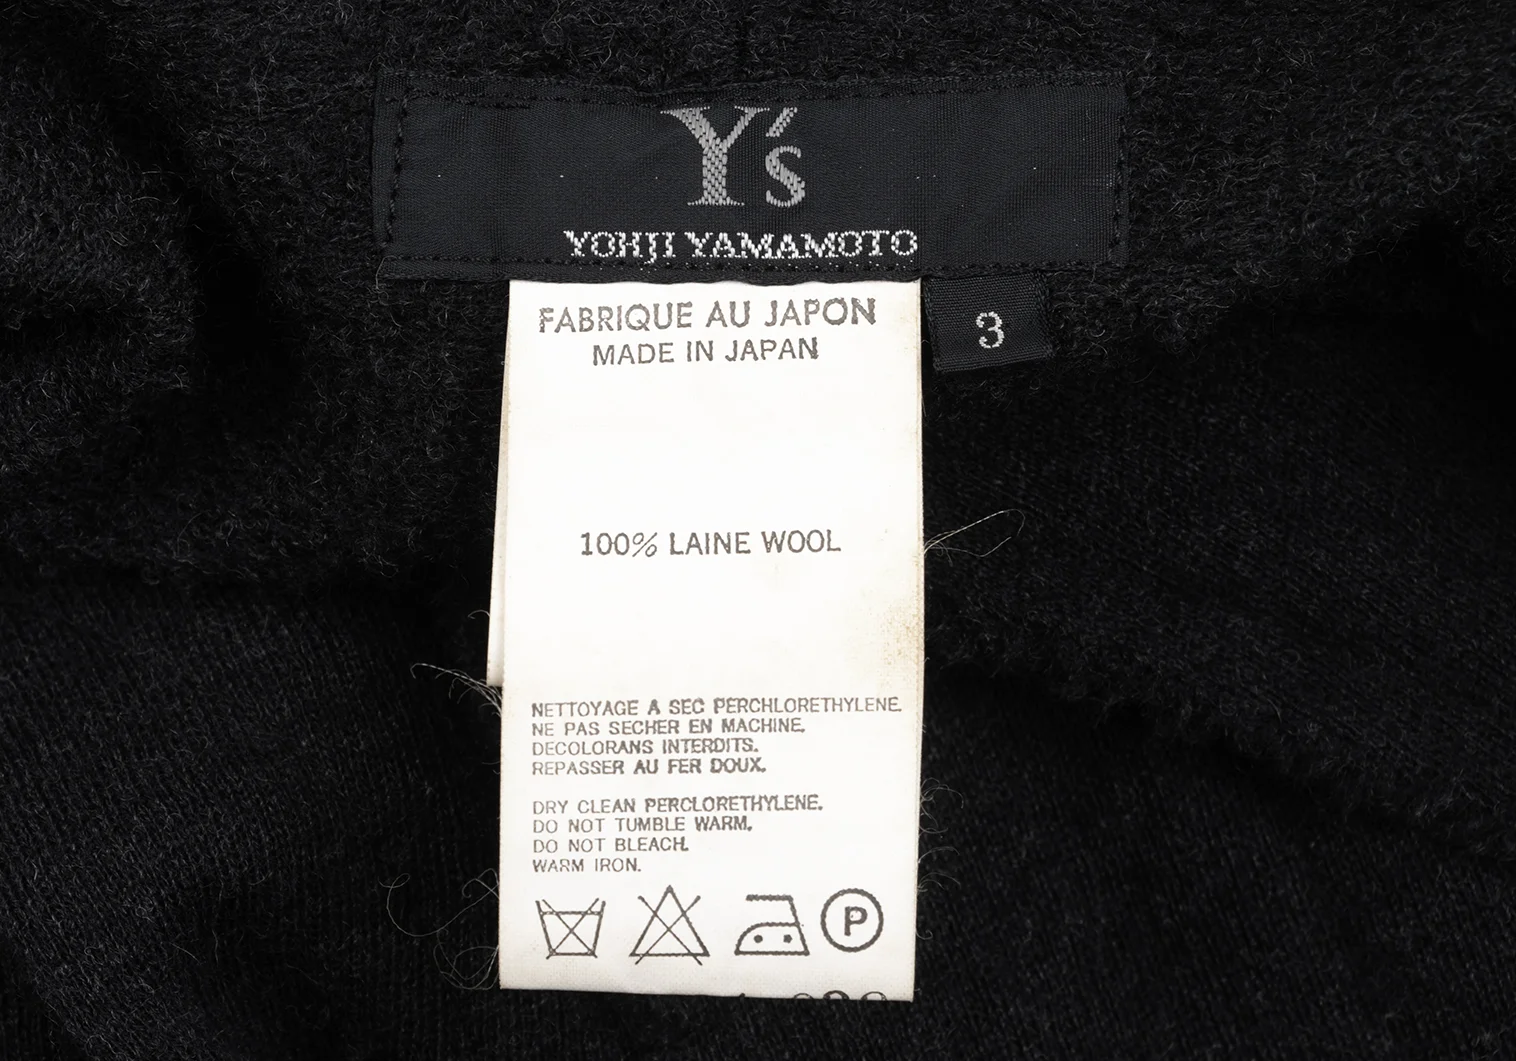 Y's
YOHJI YAMAMOTO
3
FABRIQUE AU JAPON
MADE IN JAPAN
100% LAINE WOOL
NETTOYAGE A SEC PERCHLORETHYLENE.
NE PAS SECHER EN MACHINE.
DECOLORANS INTERDITS.
REPASSER AU FER DOUX.
DRY CLEAN PERCLORETHYLENE.
DO NOT TUMBLE WARM.
DO NOT BLEACH.
WARM IRON.
P